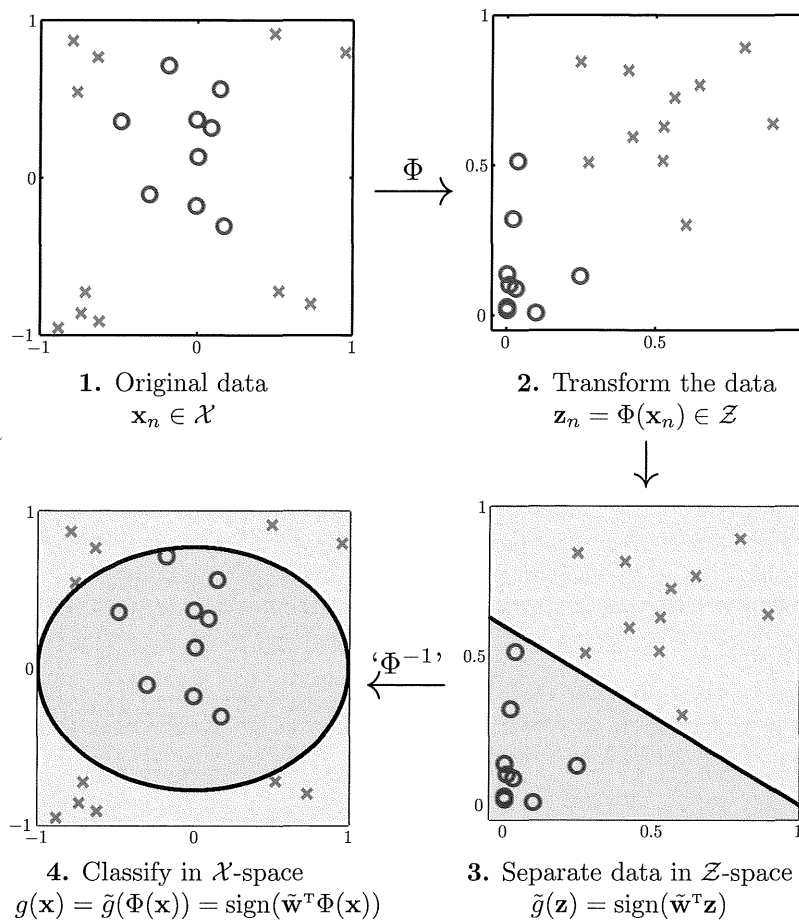 1
0
−1
−1
0
1
Φ
1
0.5
0
0
0.5
1. Original data
x_n ∈ 𝒳
2. Transform the data
z_n = Φ(x_n) ∈ 𝒵
1
0
−1
−1
0
1
‘Φ⁻¹’
1
0.5
0
0
0.5
1
4. Classify in 𝒳-space
g(x) = g̃(Φ(x)) = sign(w̃ᵀΦ(x))
3. Separate data in 𝒵-space
g̃(z) = sign(w̃ᵀz)